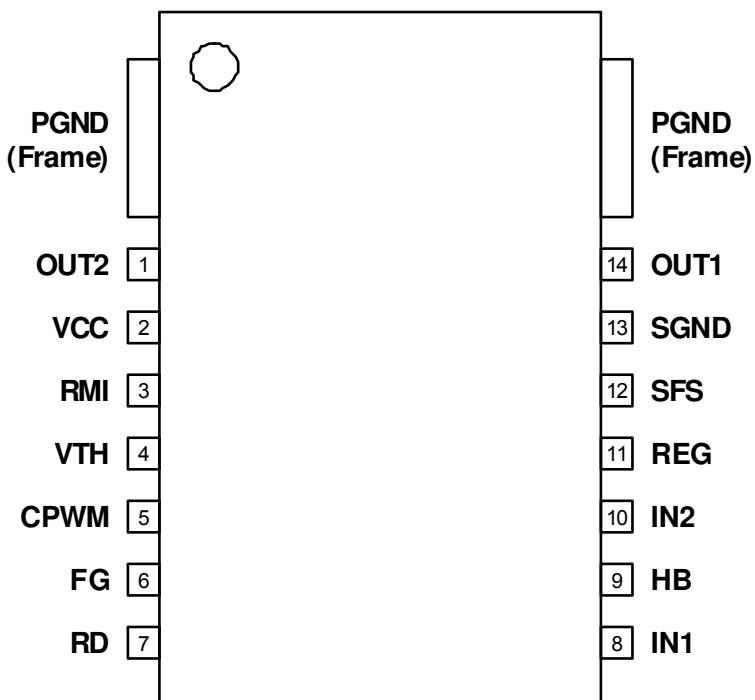 PGND
(Frame)
PGND
(Frame)
OUT2 1
14 OUT1
VCC 2
13 SGND
RMI 3
12 SFS
VTH 4
11 REG
CPWM 5
10 IN2
FG 6
9 HB
RD 7
8 IN1